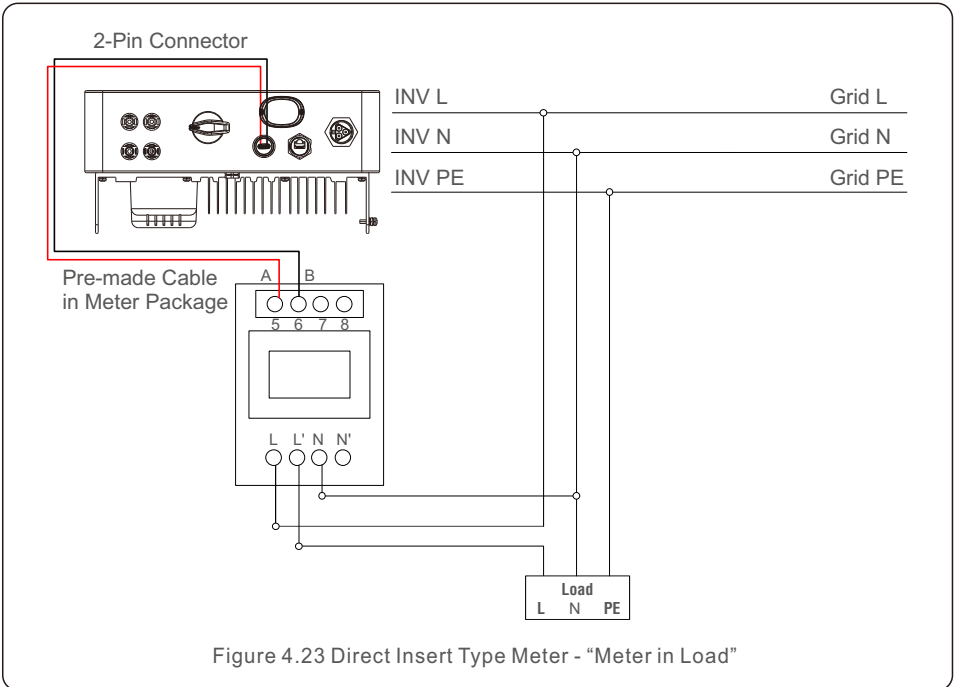 2-Pin Connector
INV L Grid L
INV N Grid N
INV PE Grid PE
Pre-made Cable
in Meter Package
A B
5 6 7 8
L L' N N'
Load
L N PE
Figure 4.23 Direct Insert Type Meter - “Meter in Load”